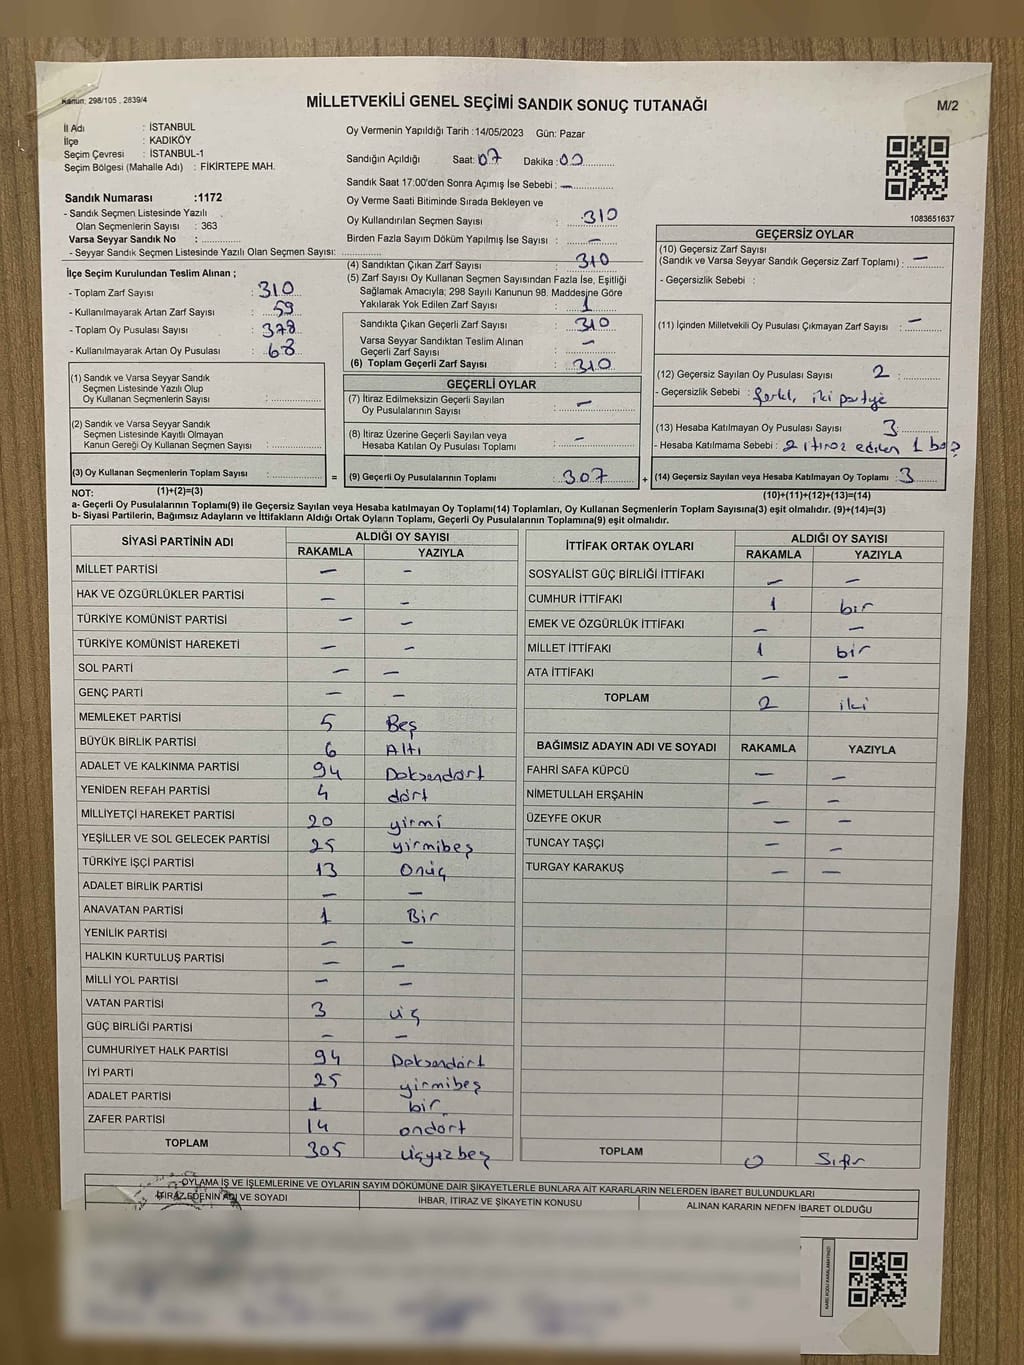 Kanun: 298/105 , 2839/4
MİLLETVEKİLİ GENEL SEÇİMİ SANDIK SONUÇ TUTANAĞI
M/2
İl Adı : İSTANBUL
İlçe : KADIKÖY
Seçim Çevresi : İSTANBUL-1
Seçim Bölgesi (Mahalle Adı) : FİKİRTEPE MAH.
Sandık Numarası :1172
- Sandık Seçmen Listesinde Yazılı
Olan Seçmenlerin Sayısı : 363
Varsa Seyyar Sandık No :
- Seyyar Sandık Seçmen Listesinde Yazılı Olan Seçmen Sayısı:
Oy Vermenin Yapıldığı Tarih :14/05/2023 Gün: Pazar
Sandığın Açıldığı Saat: 07 Dakika: 00
Sandık Saat 17:00'den Sonra Açımış İse Sebebi : —
Oy Verme Saati Bitiminde Sırada Bekleyen ve
Oy Kullandırılan Seçmen Sayısı : 310
Birden Fazla Sayım Döküm Yapılmış İse Sayısı : —
1083651637
İlçe Seçim Kurulundan Teslim Alınan ;
- Toplam Zarf Sayısı : 310
- Kullanılmayarak Artan Zarf Sayısı : 59
- Toplam Oy Pusulası Sayısı : 378
- Kullanılmayarak Artan Oy Pusulası : 68
(4) Sandıktan Çıkan Zarf Sayısı : 310
(5) Zarf Sayısı Oy Kullanan Seçmen Sayısından Fazla İse, Eşitliği
Sağlamak Amacıyla; 298 Sayılı Kanunun 98. Maddesine Göre
Yakılarak Yok Edilen Zarf Sayısı : 1
Sandıkta Çıkan Geçerli Zarf Sayısı : 310
Varsa Seyyar Sandıktan Teslim Alınan
Geçerli Zarf Sayısı : —
(6) Toplam Geçerli Zarf Sayısı : 310
GEÇERSİZ OYLAR
(10) Geçersiz Zarf Sayısı
(Sandık ve Varsa Seyyar Sandık Geçersiz Zarf Toplamı) : —
- Geçersizlik Sebebi :
(11) İçinden Milletvekili Oy Pusulası Çıkmayan Zarf Sayısı : —
(12) Geçersiz Sayılan Oy Pusulası Sayısı : 2
- Geçersizlik Sebebi : iki partiye
(13) Hesaba Katılmayan Oy Pusulası Sayısı : 3
- Hesaba Katılmama Sebebi : 2 itiraz edilen 1
(14) Geçersiz Sayılan veya Hesaba Katılmayan Oy Toplamı : 3
(10)+(11)+(12)+(13)=(14)
(1) Sandık ve Varsa Seyyar Sandık
Seçmen Listesinde Yazılı Olup
Oy Kullanan Seçmenlerin Sayısı :
(2) Sandık ve Varsa Seyyar Sandık
Seçmen Listesinde Kayıtlı Olmayan
Kanun Gereği Oy Kullanan Seçmen Sayısı :
(3) Oy Kullanan Seçmenlerin Toplam Sayısı : =
(1)+(2)=(3)
GEÇERLİ OYLAR
(7) İtiraz Edilmeksizin Geçerli Sayılan
Oy Pusulalarının Sayısı : —
(8) İtiraz Üzerine Geçerli Sayılan veya
Hesaba Katılan Oy Pusulası Sayısı : —
(9) Geçerli Oy Pusulalarının Toplamı : 307 +
NOT:
a- Geçerli Oy Pusulalarının Toplamı(9) ile Geçersiz Sayılan veya Hesaba katılmayan Oy Toplamı(14) Toplamları, Oy Kullanan Seçmenlerin Toplam Sayısına(3) eşit olmalıdır. (9)+(14)=(3)
b- Siyasi Partilerin, Bağımsız Adayların ve İttifakların Aldığı Ortak Oyların Toplamı, Geçerli Oy Pusulalarının Toplamına(9) eşit olmalıdır.
SİYASİ PARTİNİN ADI ALDIĞI OY SAYISI
RAKAMLA YAZIYLA
MİLLET PARTİSİ — —
HAK VE ÖZGÜRLÜKLER PARTİSİ — —
TÜRKİYE KOMÜNİST PARTİSİ — —
TÜRKİYE KOMÜNİST HAREKETİ — —
SOL PARTİ — —
GENÇ PARTİ — —
MEMLEKET PARTİSİ 5 Beş
BÜYÜK BİRLİK PARTİSİ 6 Altı
ADALET VE KALKINMA PARTİSİ 94 Doksandört
YENİDEN REFAH PARTİSİ 4 dört
MİLLİYETÇİ HAREKET PARTİSİ 20 yirmi
YEŞİLLER VE SOL GELECEK PARTİSİ 25 yirmibeş
TÜRKİYE İŞÇİ PARTİSİ 13 Onüç
ADALET BİRLİK PARTİSİ — —
ANAVATAN PARTİSİ 1 Bir
YENİLİK PARTİSİ — —
HALKIN KURTULUŞ PARTİSİ — —
MİLLİ YOL PARTİSİ — —
VATAN PARTİSİ 3 üç
GÜÇ BİRLİĞİ PARTİSİ — —
CUMHURİYET HALK PARTİSİ 94 Doksandört
İYİ PARTİ 25 yirmibeş
ADALET PARTİSİ 1 bir
ZAFER PARTİSİ 14 ondört
TOPLAM 305 üçyüzbeş
İTTİFAK ORTAK OYLARI ALDIĞI OY SAYISI
RAKAMLA YAZIYLA
SOSYALİST GÜÇ BİRLİĞİ İTTİFAKI — —
CUMHUR İTTİFAKI 1 bir
EMEK VE ÖZGÜRLÜK İTTİFAKI — —
MİLLET İTTİFAKI 1 bir
ATA İTTİFAKI — —
TOPLAM 2 iki
BAĞIMSIZ ADAYIN ADI VE SOYADI RAKAMLA YAZIYLA
FAHRİ SAFA KÜPCÜ — —
NİMETULLAH ERŞAHİN — —
ÜZEYFE OKUR — —
TUNCAY TAŞÇI — —
TURGAY KARAKUŞ — —
TOPLAM 0 Sıfır
OYLAMA İŞ VE İŞLEMLERİNE VE OYLARIN SAYIM DÖKÜMÜNE DAİR ŞİKAYETLERLE BUNLARA AİT KARARLARIN NELERDEN İBARET BULUNDUKLARI
İTİRAZ EDENİN ADI VE SOYADI İHBAR, İTİRAZ VE ŞİKAYETİN KONUSU ALINAN KARARIN NEDEN İBARET OLDUĞU